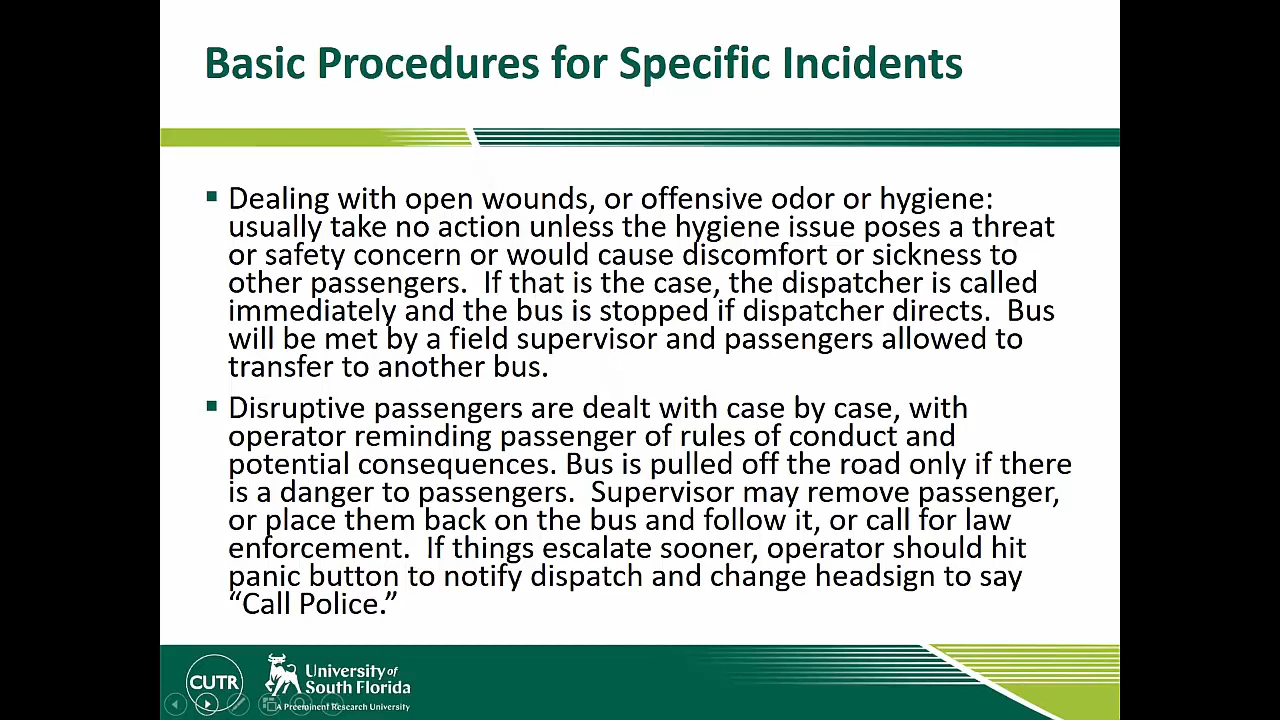 Basic Procedures for Specific Incidents
▪ Dealing with open wounds, or offensive odor or hygiene:
usually take no action unless the hygiene issue poses a threat
or safety concern or would cause discomfort or sickness to
other passengers.  If that is the case, the dispatcher is called
immediately and the bus is stopped if dispatcher directs.  Bus
will be met by a field supervisor and passengers allowed to
transfer to another bus.
▪ Disruptive passengers are dealt with case by case, with
operator reminding passenger of rules of conduct and
potential consequences. Bus is pulled off the road only if there
is a danger to passengers.  Supervisor may remove passenger,
or place them back on the bus and follow it, or call for law
enforcement.  If things escalate sooner, operator should hit
panic button to notify dispatch and change headsign to say
“Call Police.”
CUTR
University of
South Florida
A Preeminent Research University